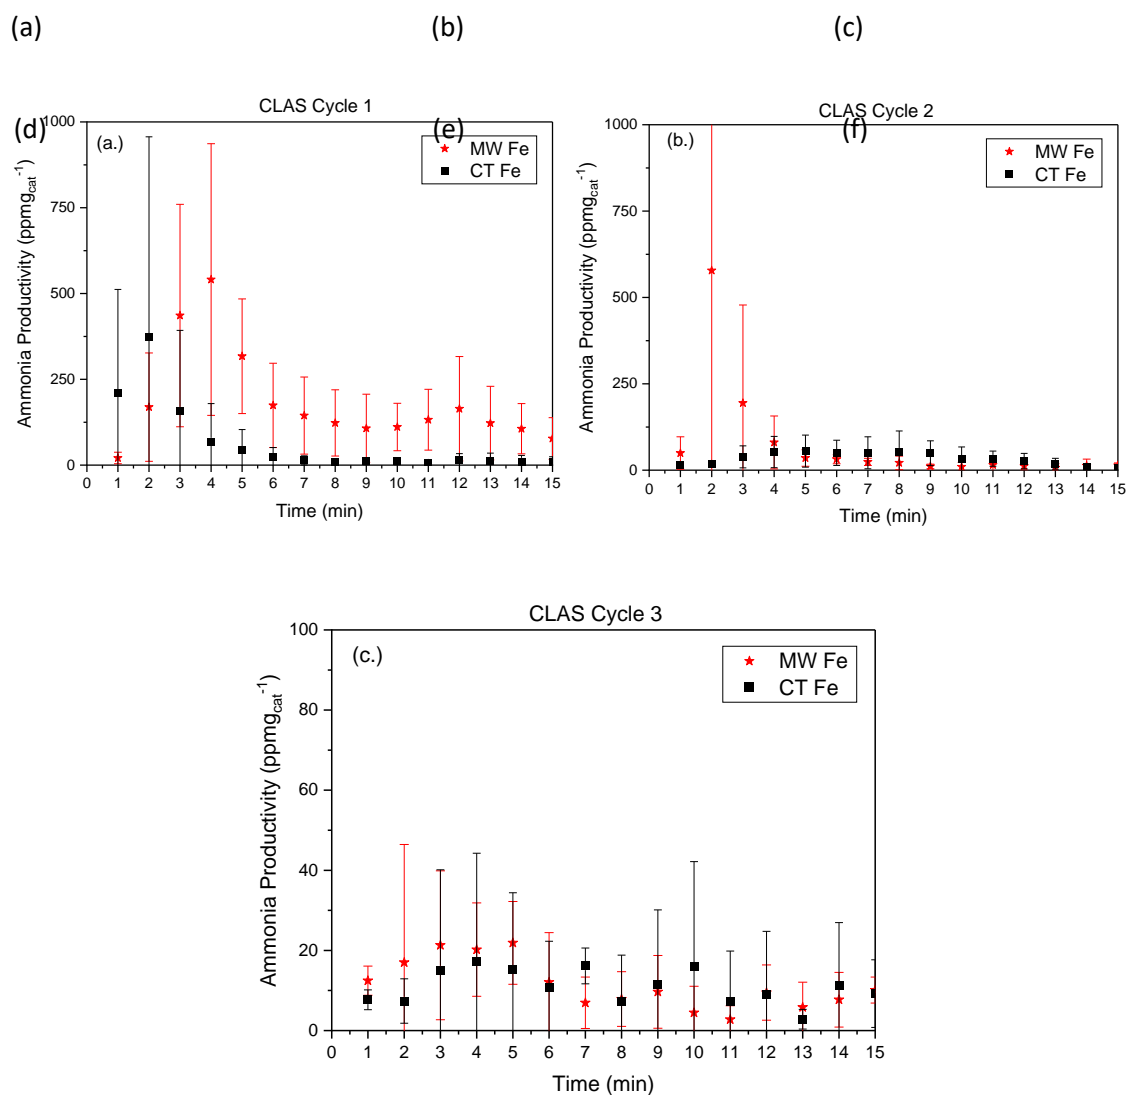 (a) (b) (c)
(d) (e) (f)
CLAS Cycle 1
(a.)
MW Fe
CT Fe
1000
750
500
250
0
Ammonia Productivity (ppmg_cat^-1)
0 1 2 3 4 5 6 7 8 9 10 11 12 13 14 15
Time (min)
CLAS Cycle 2
(b.)
MW Fe
CT Fe
1000
750
500
250
0
Ammonia Productivity (ppmg_cat^-1)
0 1 2 3 4 5 6 7 8 9 10 11 12 13 14 15
Time (min)
CLAS Cycle 3
(c.)
MW Fe
CT Fe
100
80
60
40
20
0
Ammonia Productivity (ppmg_cat^-1)
0 1 2 3 4 5 6 7 8 9 10 11 12 13 14 15
Time (min)